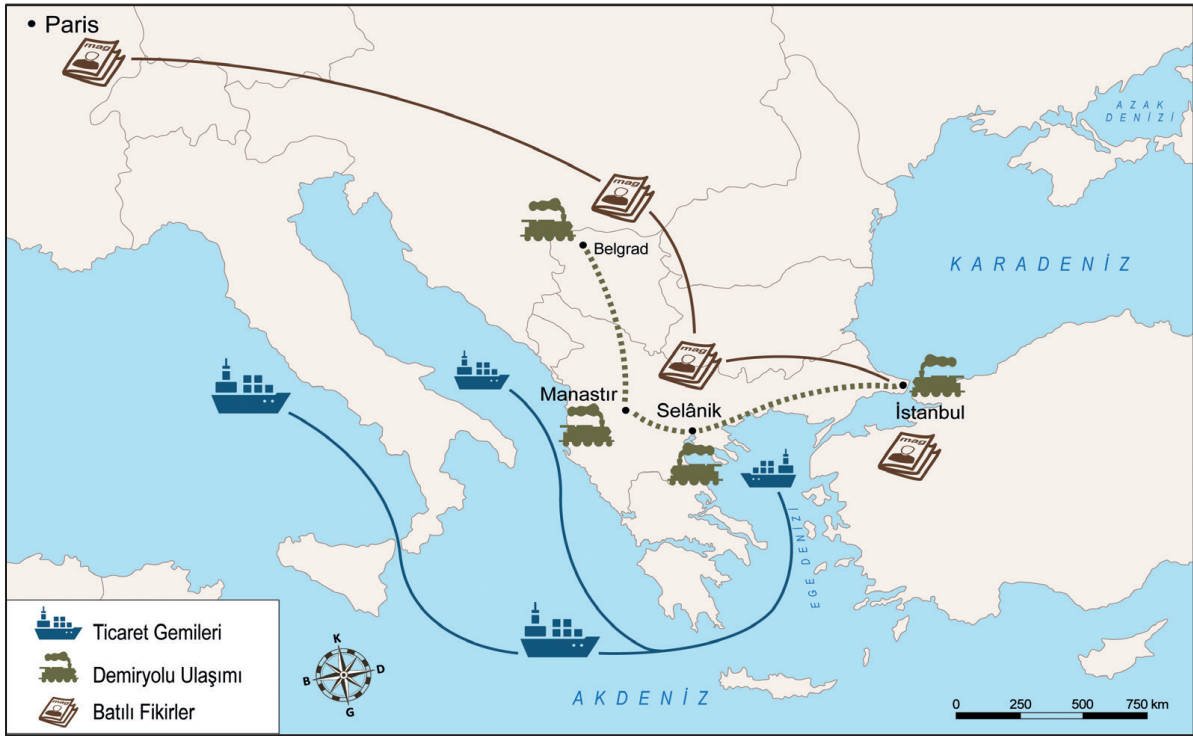 • Paris
mag
AZAK
DENİZİ
mag
Belgrad
KARADENİZ
mag
Manastır
Selânik
İstanbul
mag
EGE DENİZİ
Ticaret Gemileri
Demiryolu Ulaşımı
mag
Batılı Fikirler
K
B
D
G
AKDENİZ
0 250 500 750 km